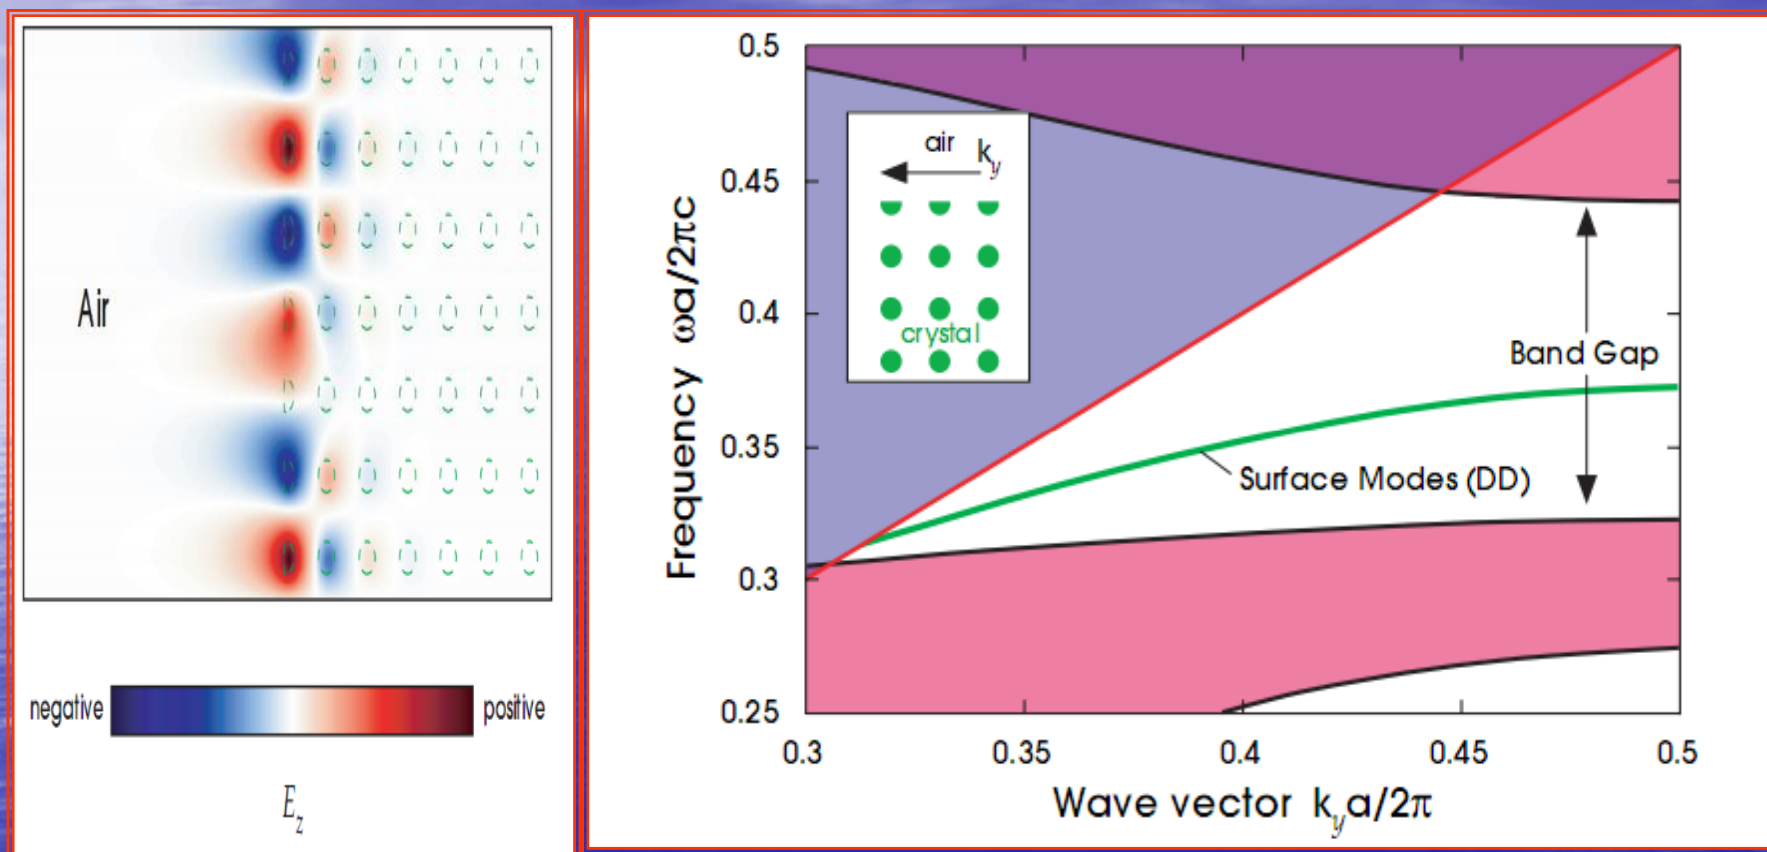 Air
negative
positive
E_z
0.5
0.45
0.4
0.35
0.3
0.25
Frequency ωa/2πc
air
k_y
crystal
Band Gap
Surface Modes (DD)
0.3
0.35
0.4
0.45
0.5
Wave vector k_y a/2π